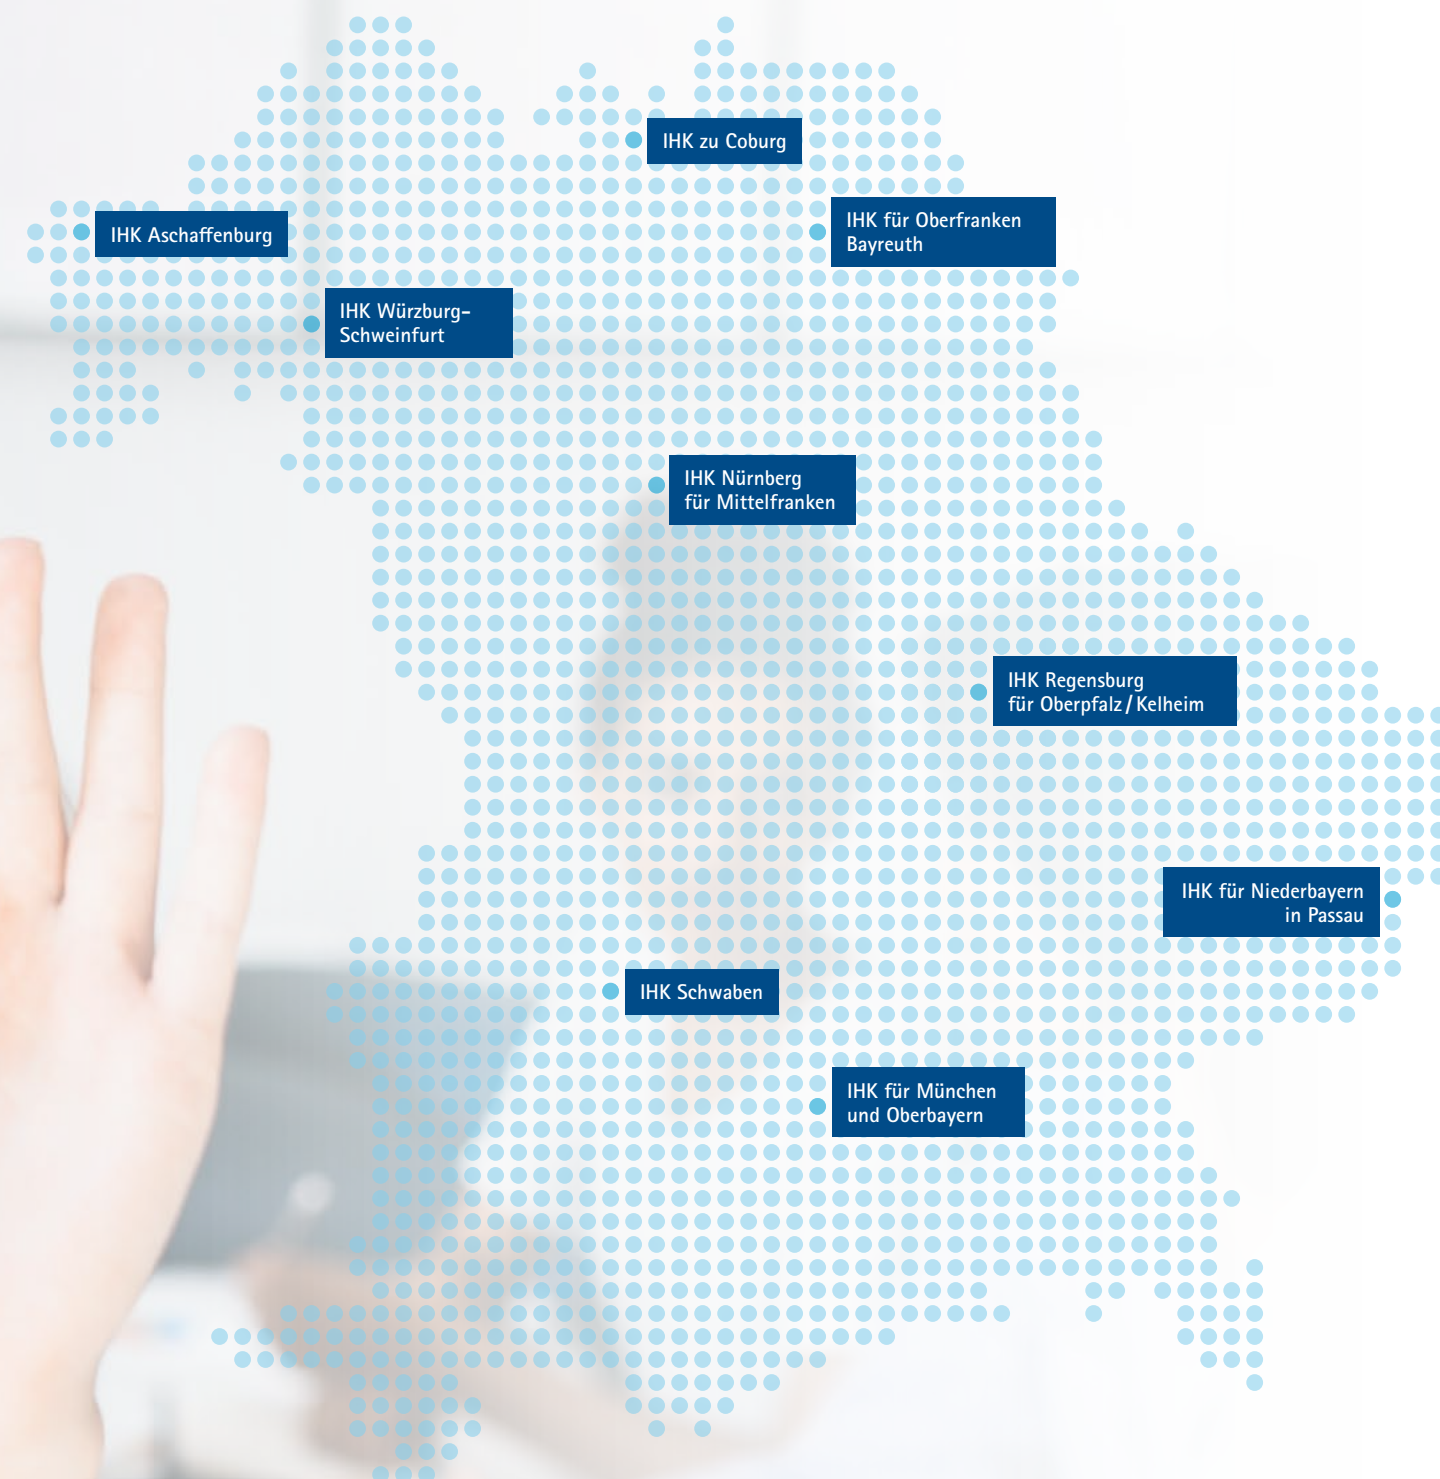 IHK zu Coburg
IHK Aschaffenburg
IHK für Oberfranken
Bayreuth
IHK Würzburg-
Schweinfurt
IHK Nürnberg
für Mittelfranken
IHK Regensburg
für Oberpfalz / Kelheim
IHK für Niederbayern
in Passau
IHK Schwaben
IHK für München
und Oberbayern